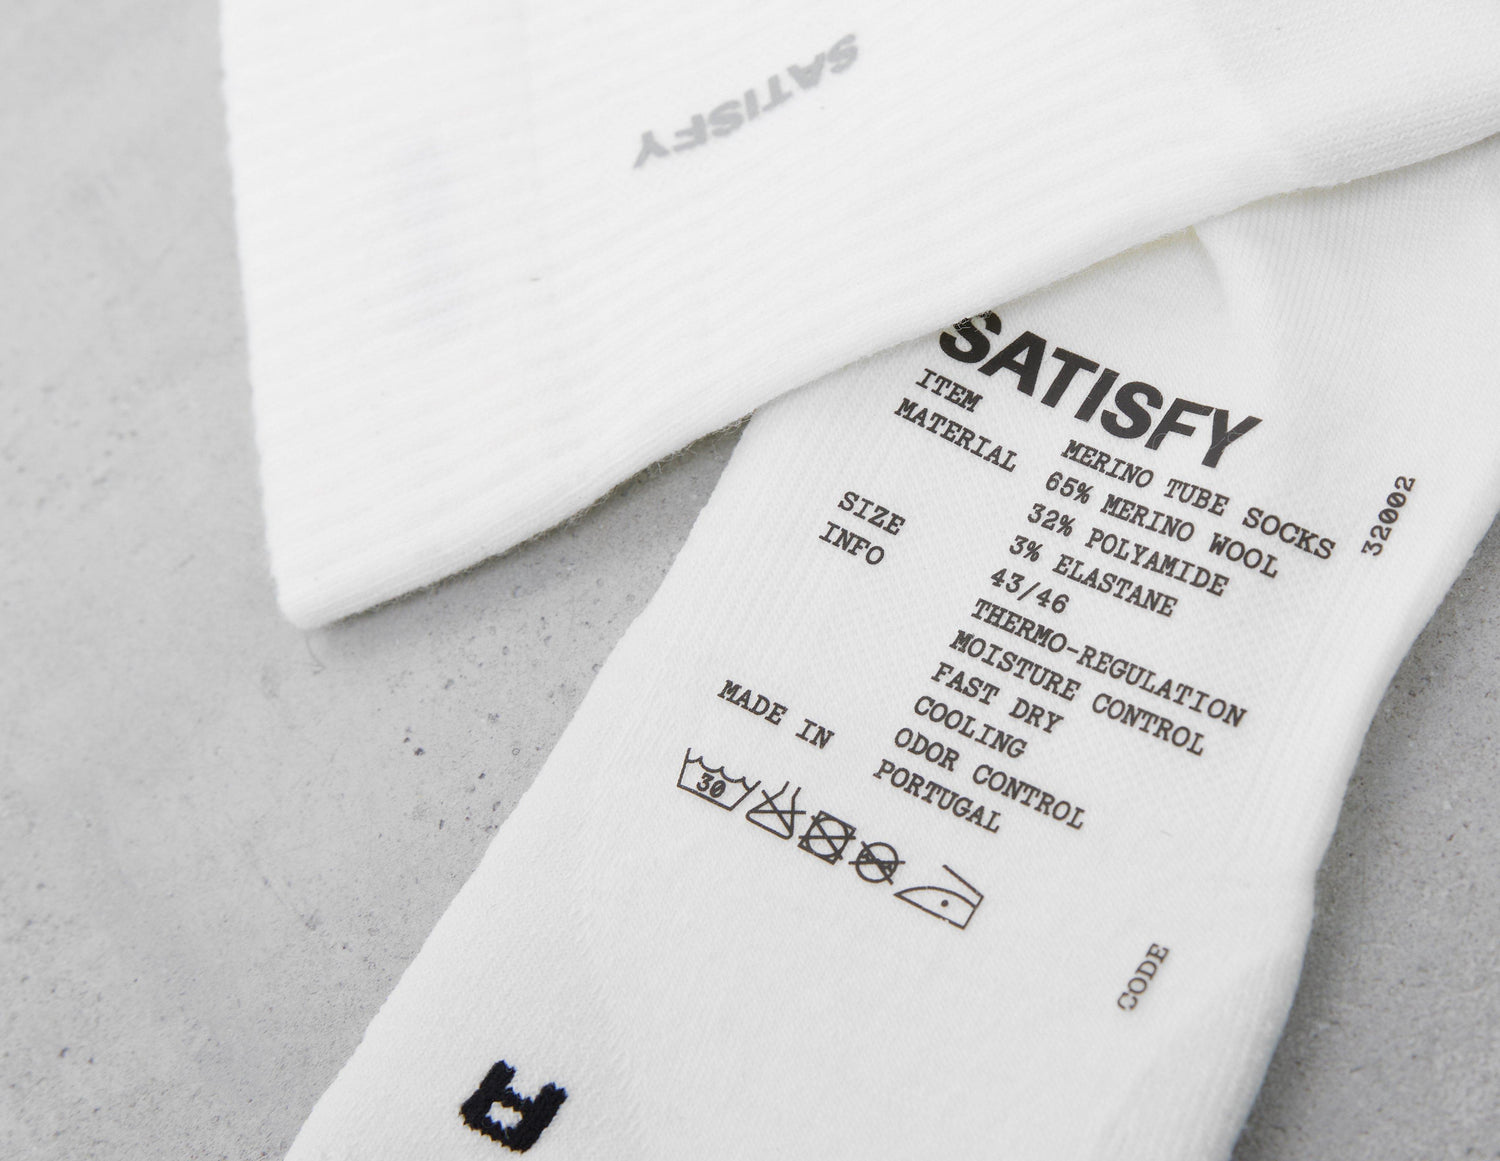 SATISFY
SATISFY
ITEM MERINO TUBE SOCKS
MATERIAL 65% MERINO WOOL
32% POLYAMIDE
3% ELASTANE
SIZE 43/46
INFO THERMO-REGULATION
MOISTURE CONTROL
FAST DRY
COOLING
ODOR CONTROL
MADE IN PORTUGAL
30
CODE 32002
R